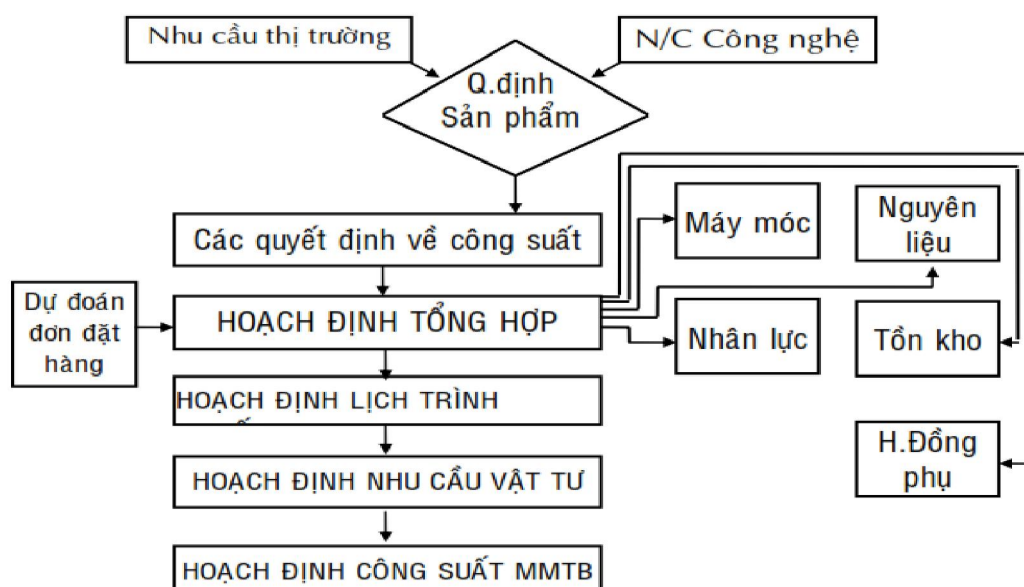 Nhu cầu thị trường
N/C Công nghệ
Q.định
Sản phẩm
Các quyết định về công suất
Máy móc
Nguyên
liệu
Dự đoán
đơn đặt
hàng
HOẠCH ĐỊNH TỔNG HỢP
Nhân lực
Tồn kho
HOẠCH ĐỊNH LỊCH TRÌNH
H.Đồng
phụ
HOẠCH ĐỊNH NHU CẦU VẬT TƯ
HOẠCH ĐỊNH CÔNG SUẤT MMTB